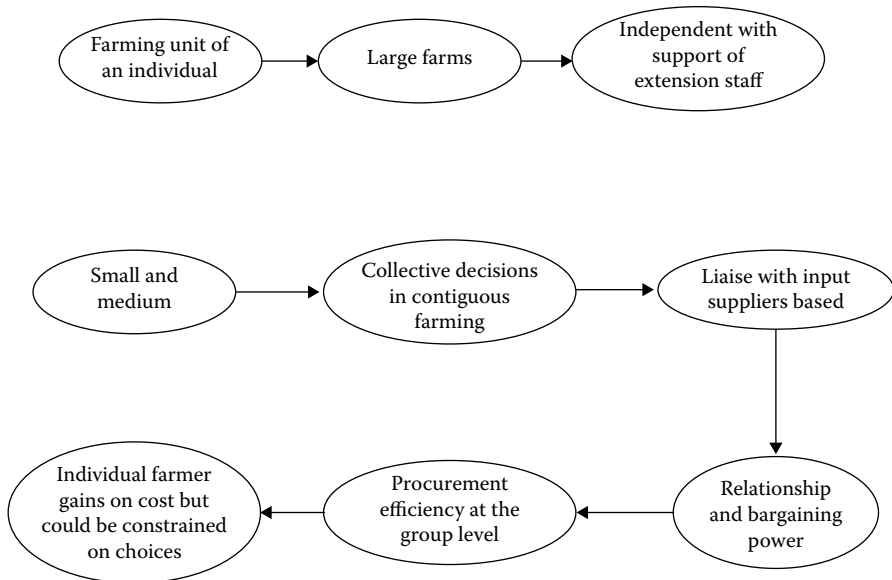 Farming unit of
an individual
Large farms
Independent with
support of
extension staff
Small and
medium
Collective decisions
in contiguous
farming
Liaise with input
suppliers based
Relationship
and bargaining
power
Procurement
efficiency at the
group level
Individual farmer
gains on cost but
could be constrained
on choices